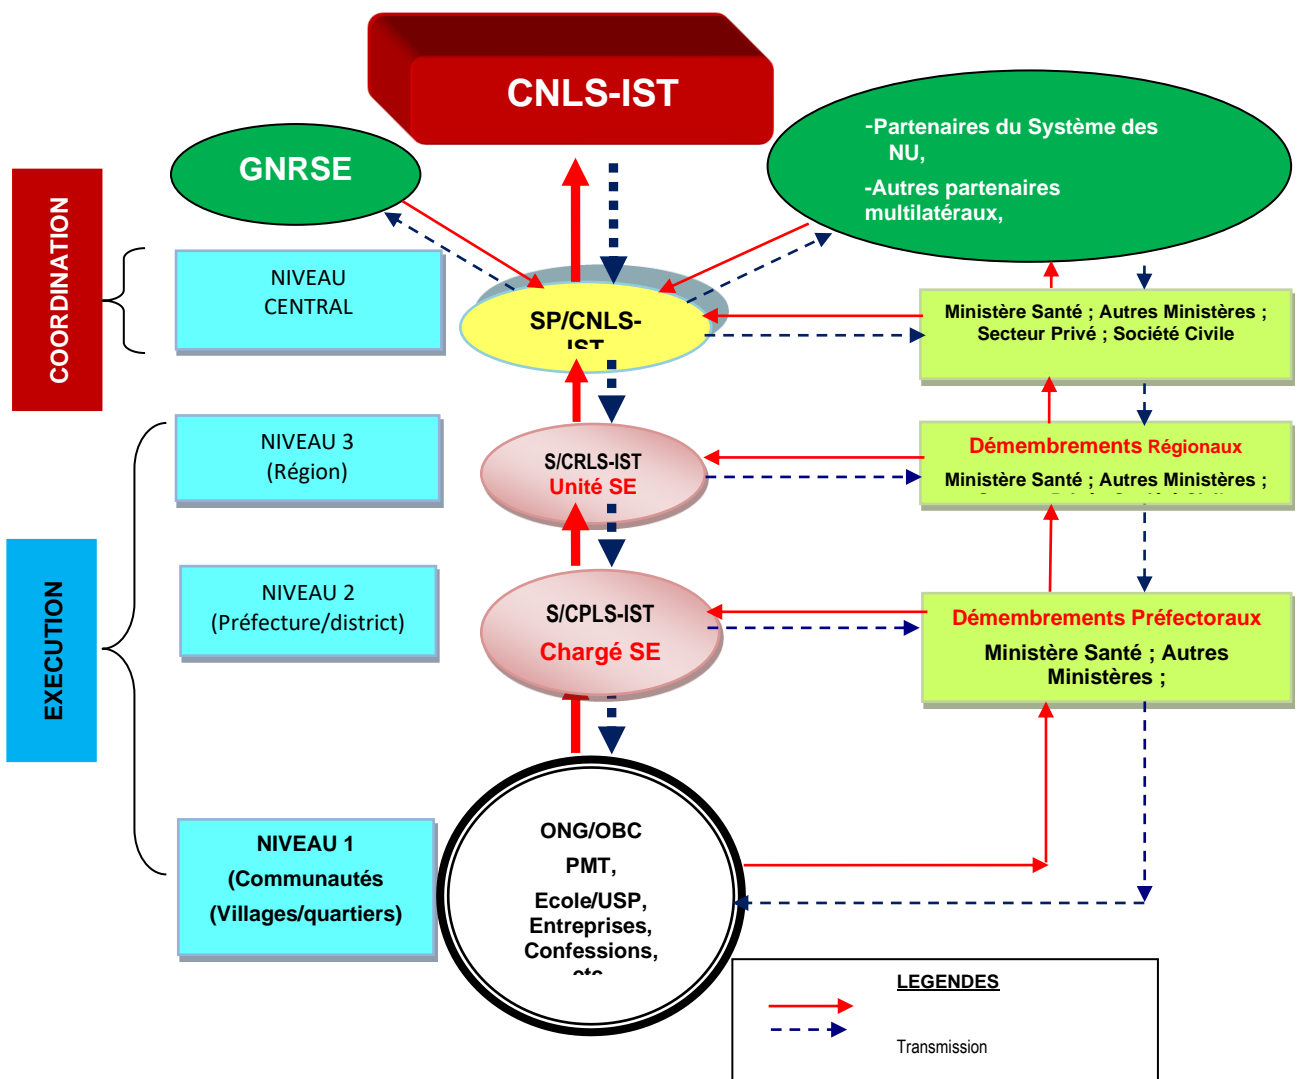 CNLS-IST
GNRSE
-Partenaires du Système des
NU,
-Autres partenaires
multilatéraux,
COORDINATION
NIVEAU
CENTRAL
SP/CNLS-
IST
Ministère Santé ; Autres Ministères ;
Secteur Privé ; Société Civile
NIVEAU 3
(Région)
S/CRLS-IST
Unité SE
Démembrements Régionaux
Ministère Santé ; Autres Ministères ;
EXECUTION
NIVEAU 2
(Préfecture/district)
S/CPLS-IST
Chargé SE
Démembrements Préfectoraux
Ministère Santé ; Autres
Ministères ;
NIVEAU 1
(Communautés
(Villages/quartiers)
ONG/OBC
PMT,
Ecole/USP,
Entreprises,
Confessions,
etc
LEGENDES
Transmission